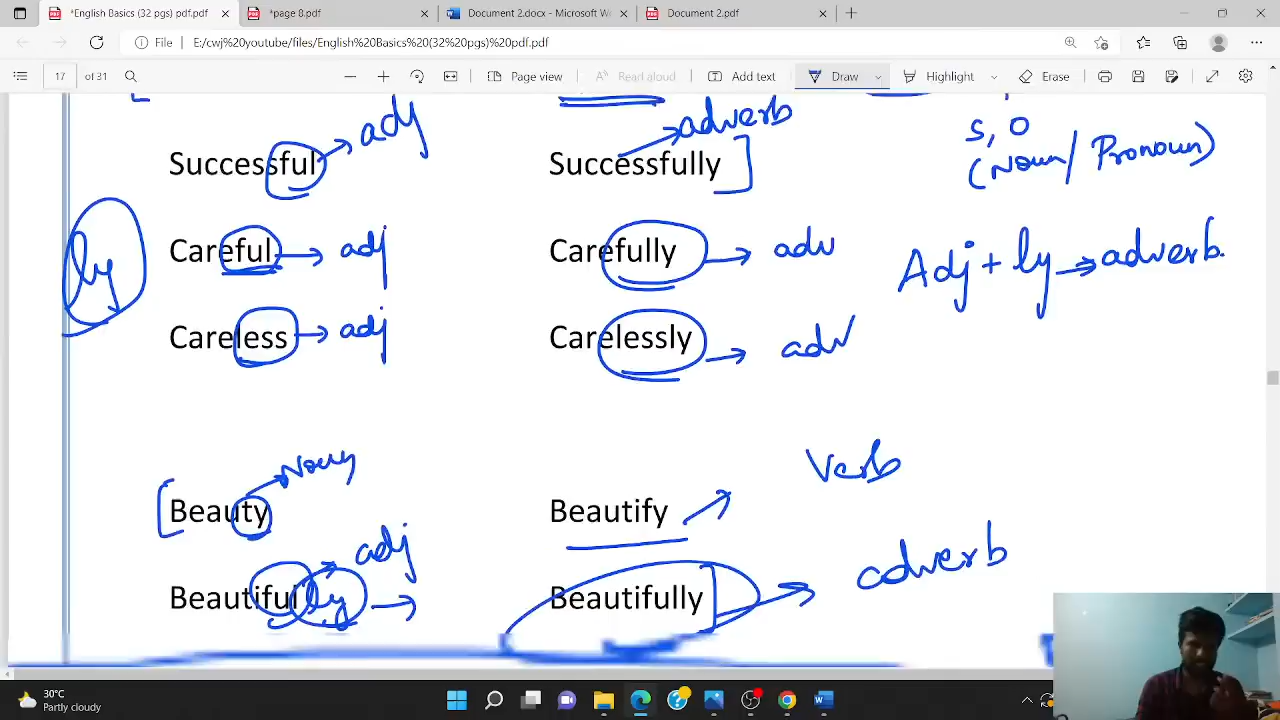 *English Basics (32 pgs) pdf.pdf
*page 8.pdf
Document 2.docx - Microsoft W
Document 2.pdf
File
E:/cwj%20youtube/files/English%20Basics%20(32%20pgs)%20pdf.pdf
17 of 31
Page view
Read aloud
Add text
Draw
Highlight
Erase
adj
adverb
S, O
(Noun/ Pronoun)
Successful
Successfully
ly
Careful
adj
Carefully
adv
Adj + ly → adverb.
Careless
adj
Carelessly
adv
Noun
Verb
Beauty
Beautify
adj
adverb
Beautiful ly
Beautifully
30°C
Partly cloudy